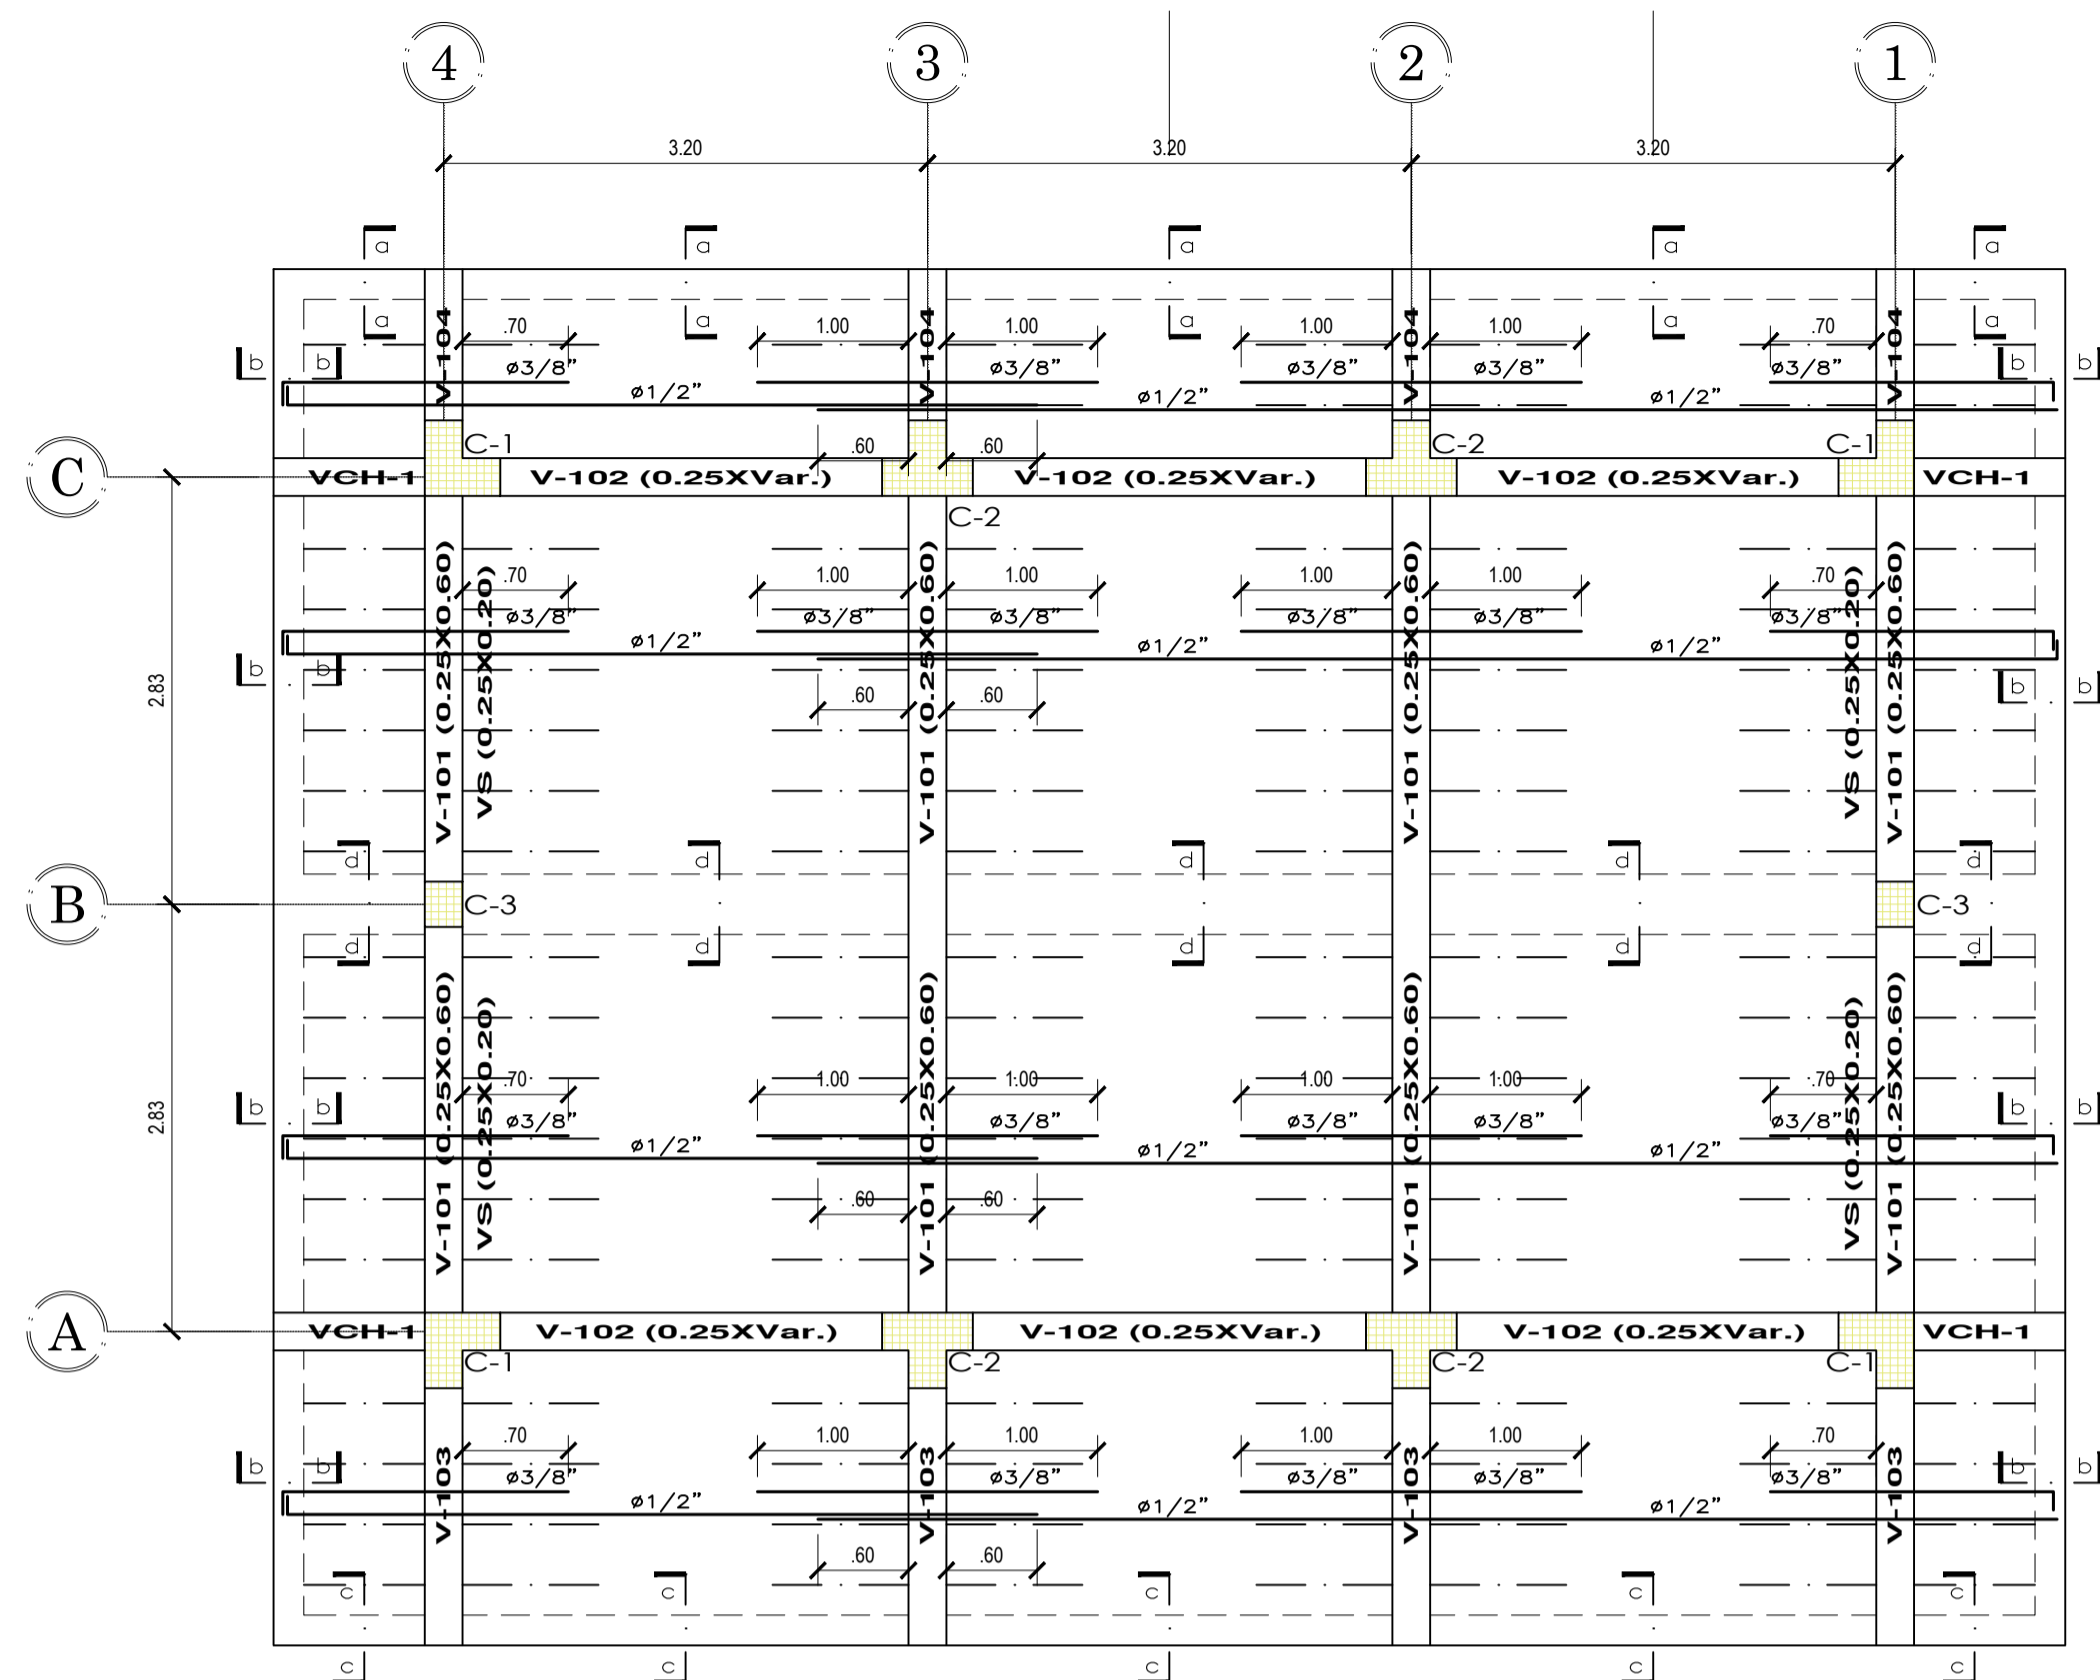 4 3 2 1
3.20 3.20 3.20
a a a a a
a a a a a
.70 1.00 1.00 1.00 1.00 .70
b b b b
ø3/8" ø3/8" ø3/8" ø3/8" ø3/8"
ø1/2" ø1/2" ø1/2"
V-104 V-104 V-104 V-104
C-1 .60 .60 C-2 C-1
C VCH-1 V-102 (0.25XVar.) V-102 (0.25XVar.) V-102 (0.25XVar.) VCH-1
C-2
.70 1.00 1.00 1.00 1.00 .70
ø3/8" ø3/8" ø3/8" ø3/8" ø3/8" ø3/8"
ø1/2" ø1/2" ø1/2"
b b b b
.60 .60
2.83
V-101 (0.25X0.60) VS (0.25X0.20) V-101 (0.25X0.60) V-101 (0.25X0.60) VS (0.25X0.20) V-101 (0.25X0.60)
d d d d d
B C-3 C-3
d d d d d
2.83
V-101 (0.25X0.60) VS (0.25X0.20) V-101 (0.25X0.60) V-101 (0.25X0.60) VS (0.25X0.20) V-101 (0.25X0.60)
.70 1.00 1.00 1.00 1.00 .70
b b b b
ø3/8" ø3/8" ø3/8" ø3/8" ø3/8"
ø1/2" ø1/2" ø1/2"
.60 .60
A VCH-1 V-102 (0.25XVar.) V-102 (0.25XVar.) V-102 (0.25XVar.) VCH-1
C-1 C-2 C-2 C-1
.70 1.00 1.00 1.00 1.00 .70
b b b b
ø3/8" ø3/8" ø3/8" ø3/8" ø3/8"
ø1/2" ø1/2" ø1/2"
V-103 V-103 V-103 V-103
.60 .60
c c c c c
c c c c c